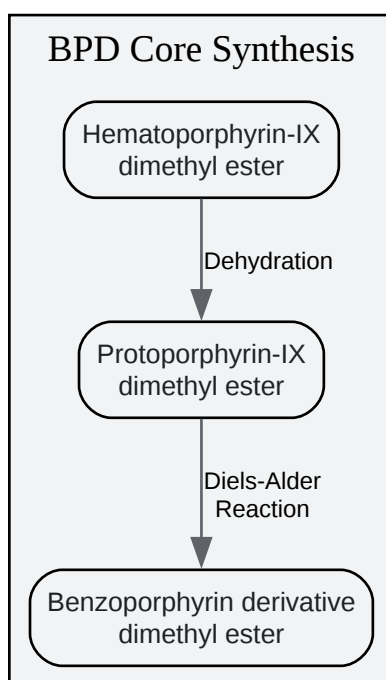 BPD Core Synthesis
Hematoporphyrin-IX
dimethyl ester
Dehydration
Protoporphyrin-IX
dimethyl ester
Diels-Alder
Reaction
Benzoporphyrin derivative
dimethyl ester